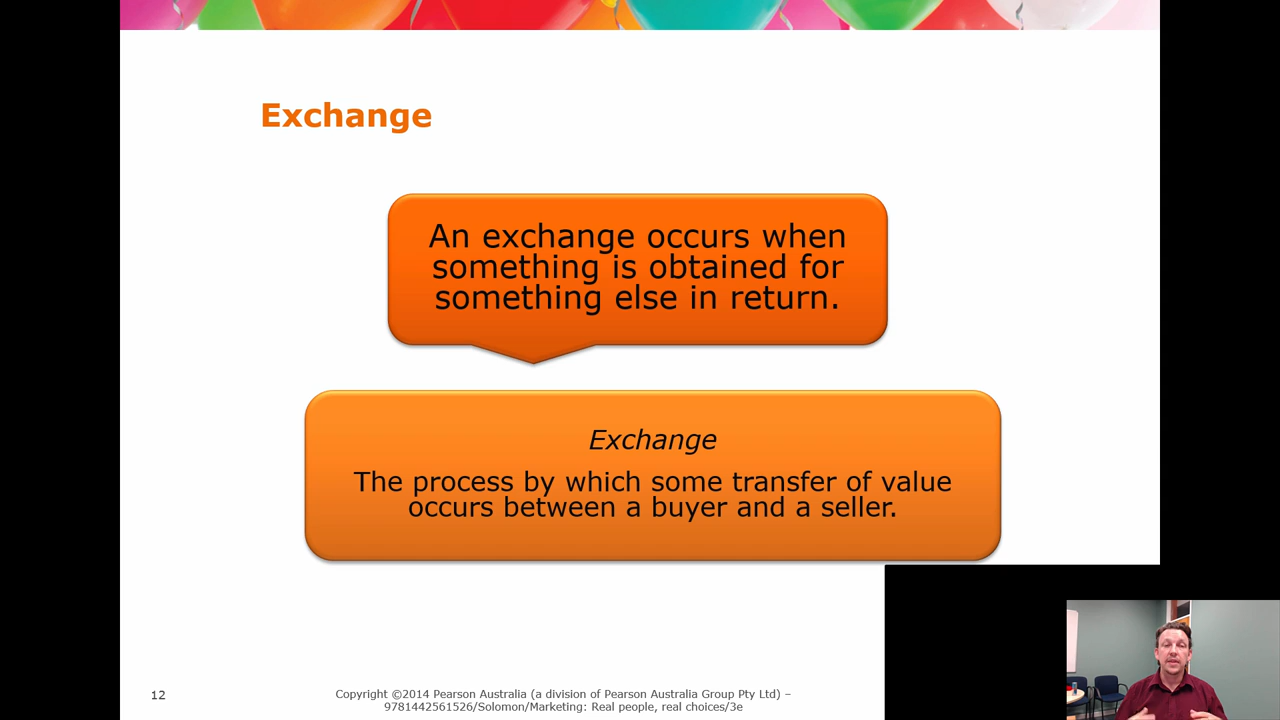 Exchange
An exchange occurs when
something is obtained for
something else in return.
Exchange
The process by which some transfer of value
occurs between a buyer and a seller.
12
Copyright ©2014 Pearson Australia (a division of Pearson Australia Group Pty Ltd) –
9781442561526/Solomon/Marketing: Real people, real choices/3e